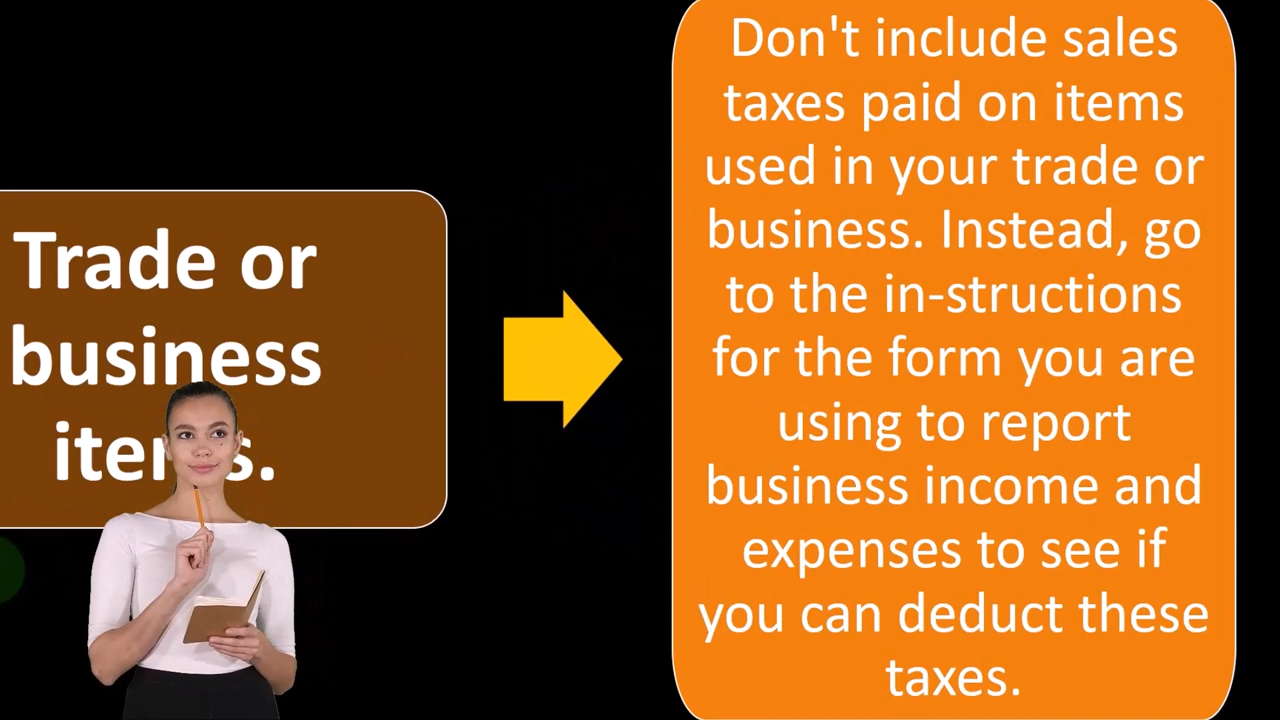 Trade or
business
items.
Don't include sales
taxes paid on items
used in your trade or
business. Instead, go
to the in-structions
for the form you are
using to report
business income and
expenses to see if
you can deduct these
taxes.